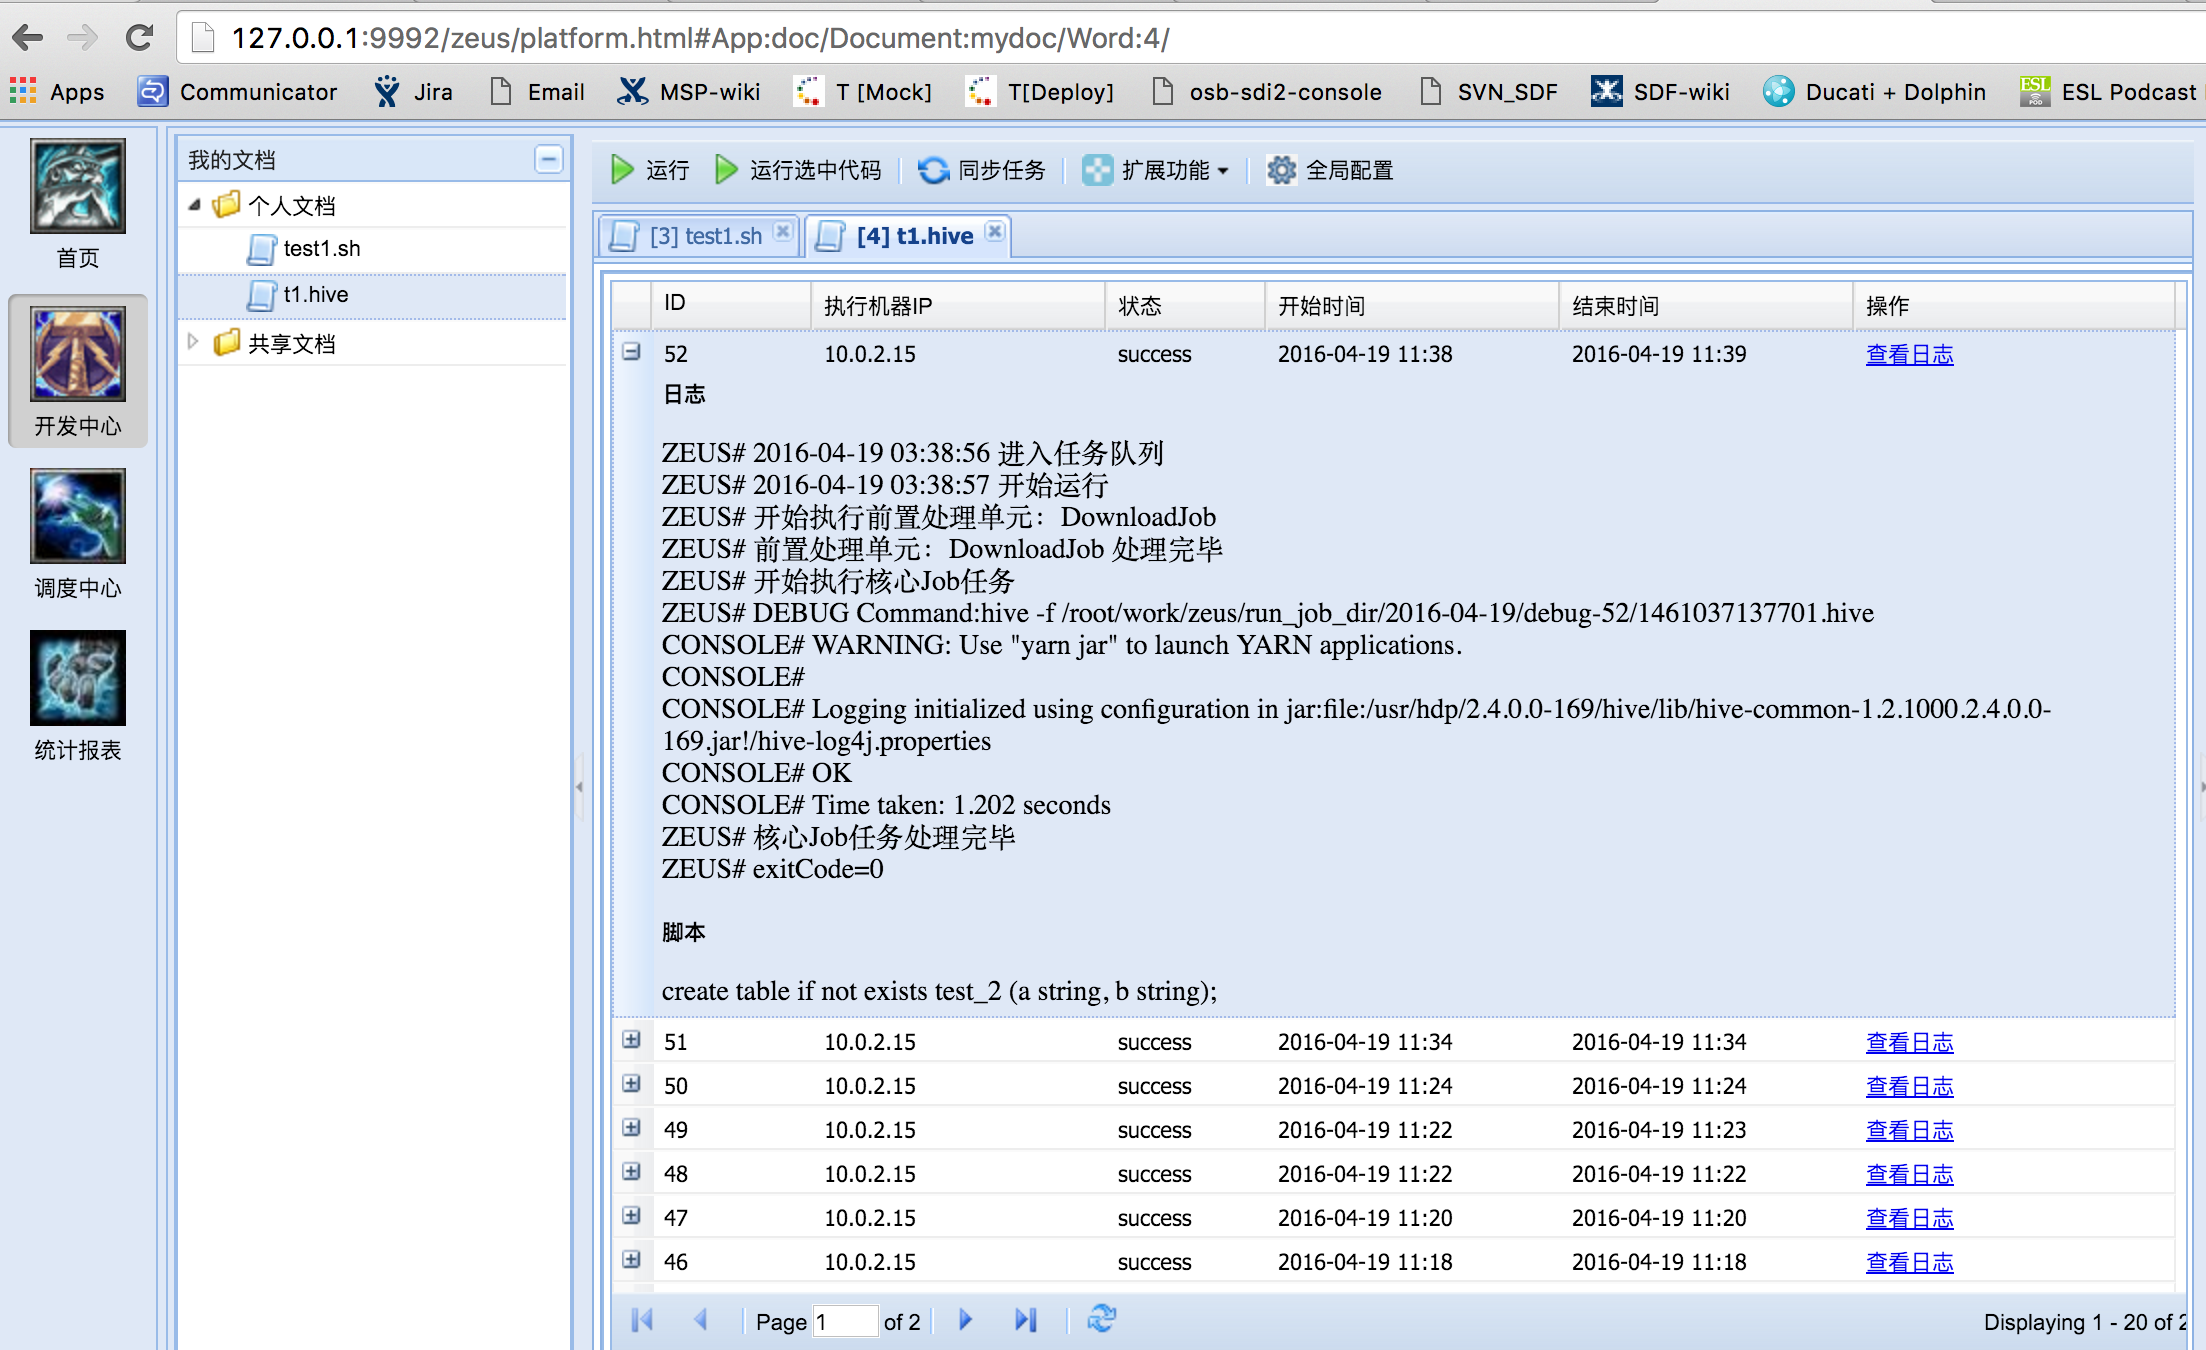 127.0.0.1:9992/zeus/platform.html#App:doc/Document:mydoc/Word:4/
Apps Communicator Jira Email MSP-wiki T [Mock] T[Deploy] osb-sdi2-console SVN_SDF SDF-wiki Ducati + Dolphin ESL Podcast
首页
开发中心
调度中心
统计报表
我的文档
个人文档
test1.sh
t1.hive
共享文档
运行 运行选中代码 同步任务 扩展功能 全局配置
[3] test1.sh [4] t1.hive
ID 执行机器IP 状态 开始时间 结束时间 操作
52 10.0.2.15 success 2016-04-19 11:38 2016-04-19 11:39 查看日志
日志
ZEUS# 2016-04-19 03:38:56 进入任务队列
ZEUS# 2016-04-19 03:38:57 开始运行
ZEUS# 开始执行前置处理单元：DownloadJob
ZEUS# 前置处理单元：DownloadJob 处理完毕
ZEUS# 开始执行核心Job任务
ZEUS# DEBUG Command:hive -f /root/work/zeus/run_job_dir/2016-04-19/debug-52/1461037137701.hive
CONSOLE# WARNING: Use "yarn jar" to launch YARN applications.
CONSOLE#
CONSOLE# Logging initialized using configuration in jar:file:/usr/hdp/2.4.0.0-169/hive/lib/hive-common-1.2.1000.2.4.0.0-
169.jar!/hive-log4j.properties
CONSOLE# OK
CONSOLE# Time taken: 1.202 seconds
ZEUS# 核心Job任务处理完毕
ZEUS# exitCode=0
脚本
create table if not exists test_2 (a string, b string);
51 10.0.2.15 success 2016-04-19 11:34 2016-04-19 11:34 查看日志
50 10.0.2.15 success 2016-04-19 11:24 2016-04-19 11:24 查看日志
49 10.0.2.15 success 2016-04-19 11:22 2016-04-19 11:23 查看日志
48 10.0.2.15 success 2016-04-19 11:22 2016-04-19 11:22 查看日志
47 10.0.2.15 success 2016-04-19 11:20 2016-04-19 11:20 查看日志
46 10.0.2.15 success 2016-04-19 11:18 2016-04-19 11:18 查看日志
Page 1 of 2 Displaying 1 - 20 of